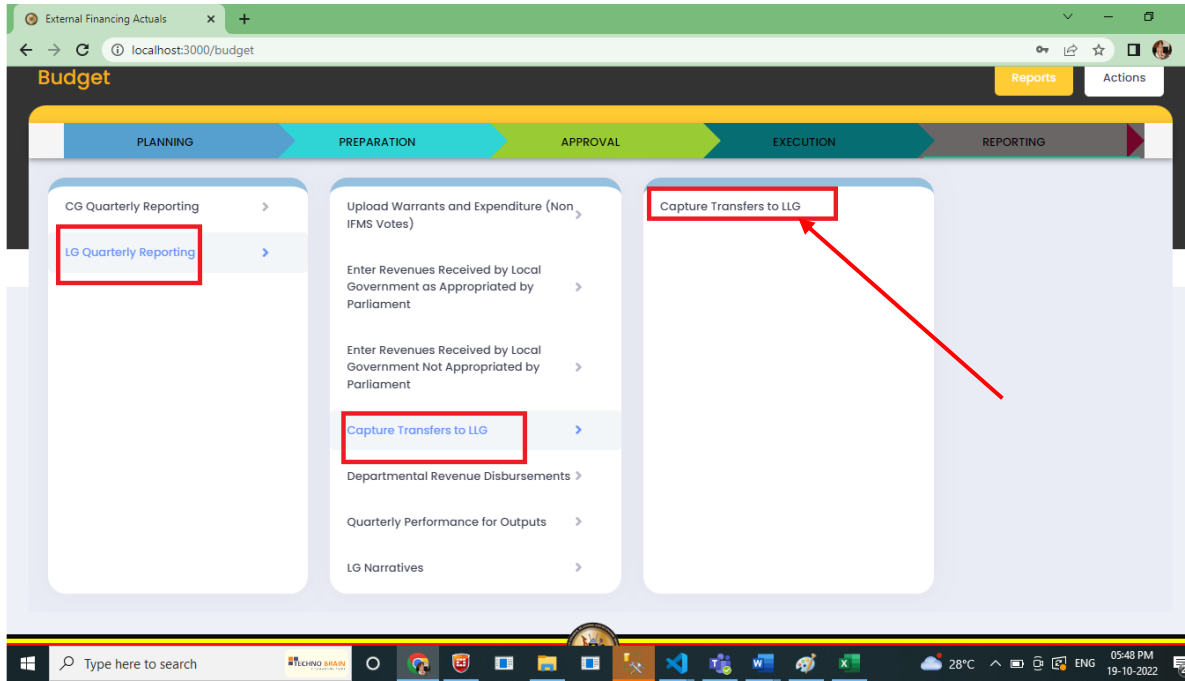 External Financing Actuals
localhost:3000/budget
Budget
Reports
Actions
PLANNING
PREPARATION
APPROVAL
EXECUTION
REPORTING
CG Quarterly Reporting
LG Quarterly Reporting
Upload Warrants and Expenditure (Non
IFMS Votes)
Enter Revenues Received by Local
Government as Appropriated by
Parliament
Enter Revenues Received by Local
Government Not Appropriated by
Parliament
Capture Transfers to LLG
Departmental Revenue Disbursements
Quarterly Performance for Outputs
LG Narratives
Capture Transfers to LLG
Type here to search
TECHNO BRAIN
28°C
ENG
05:48 PM
19-10-2022